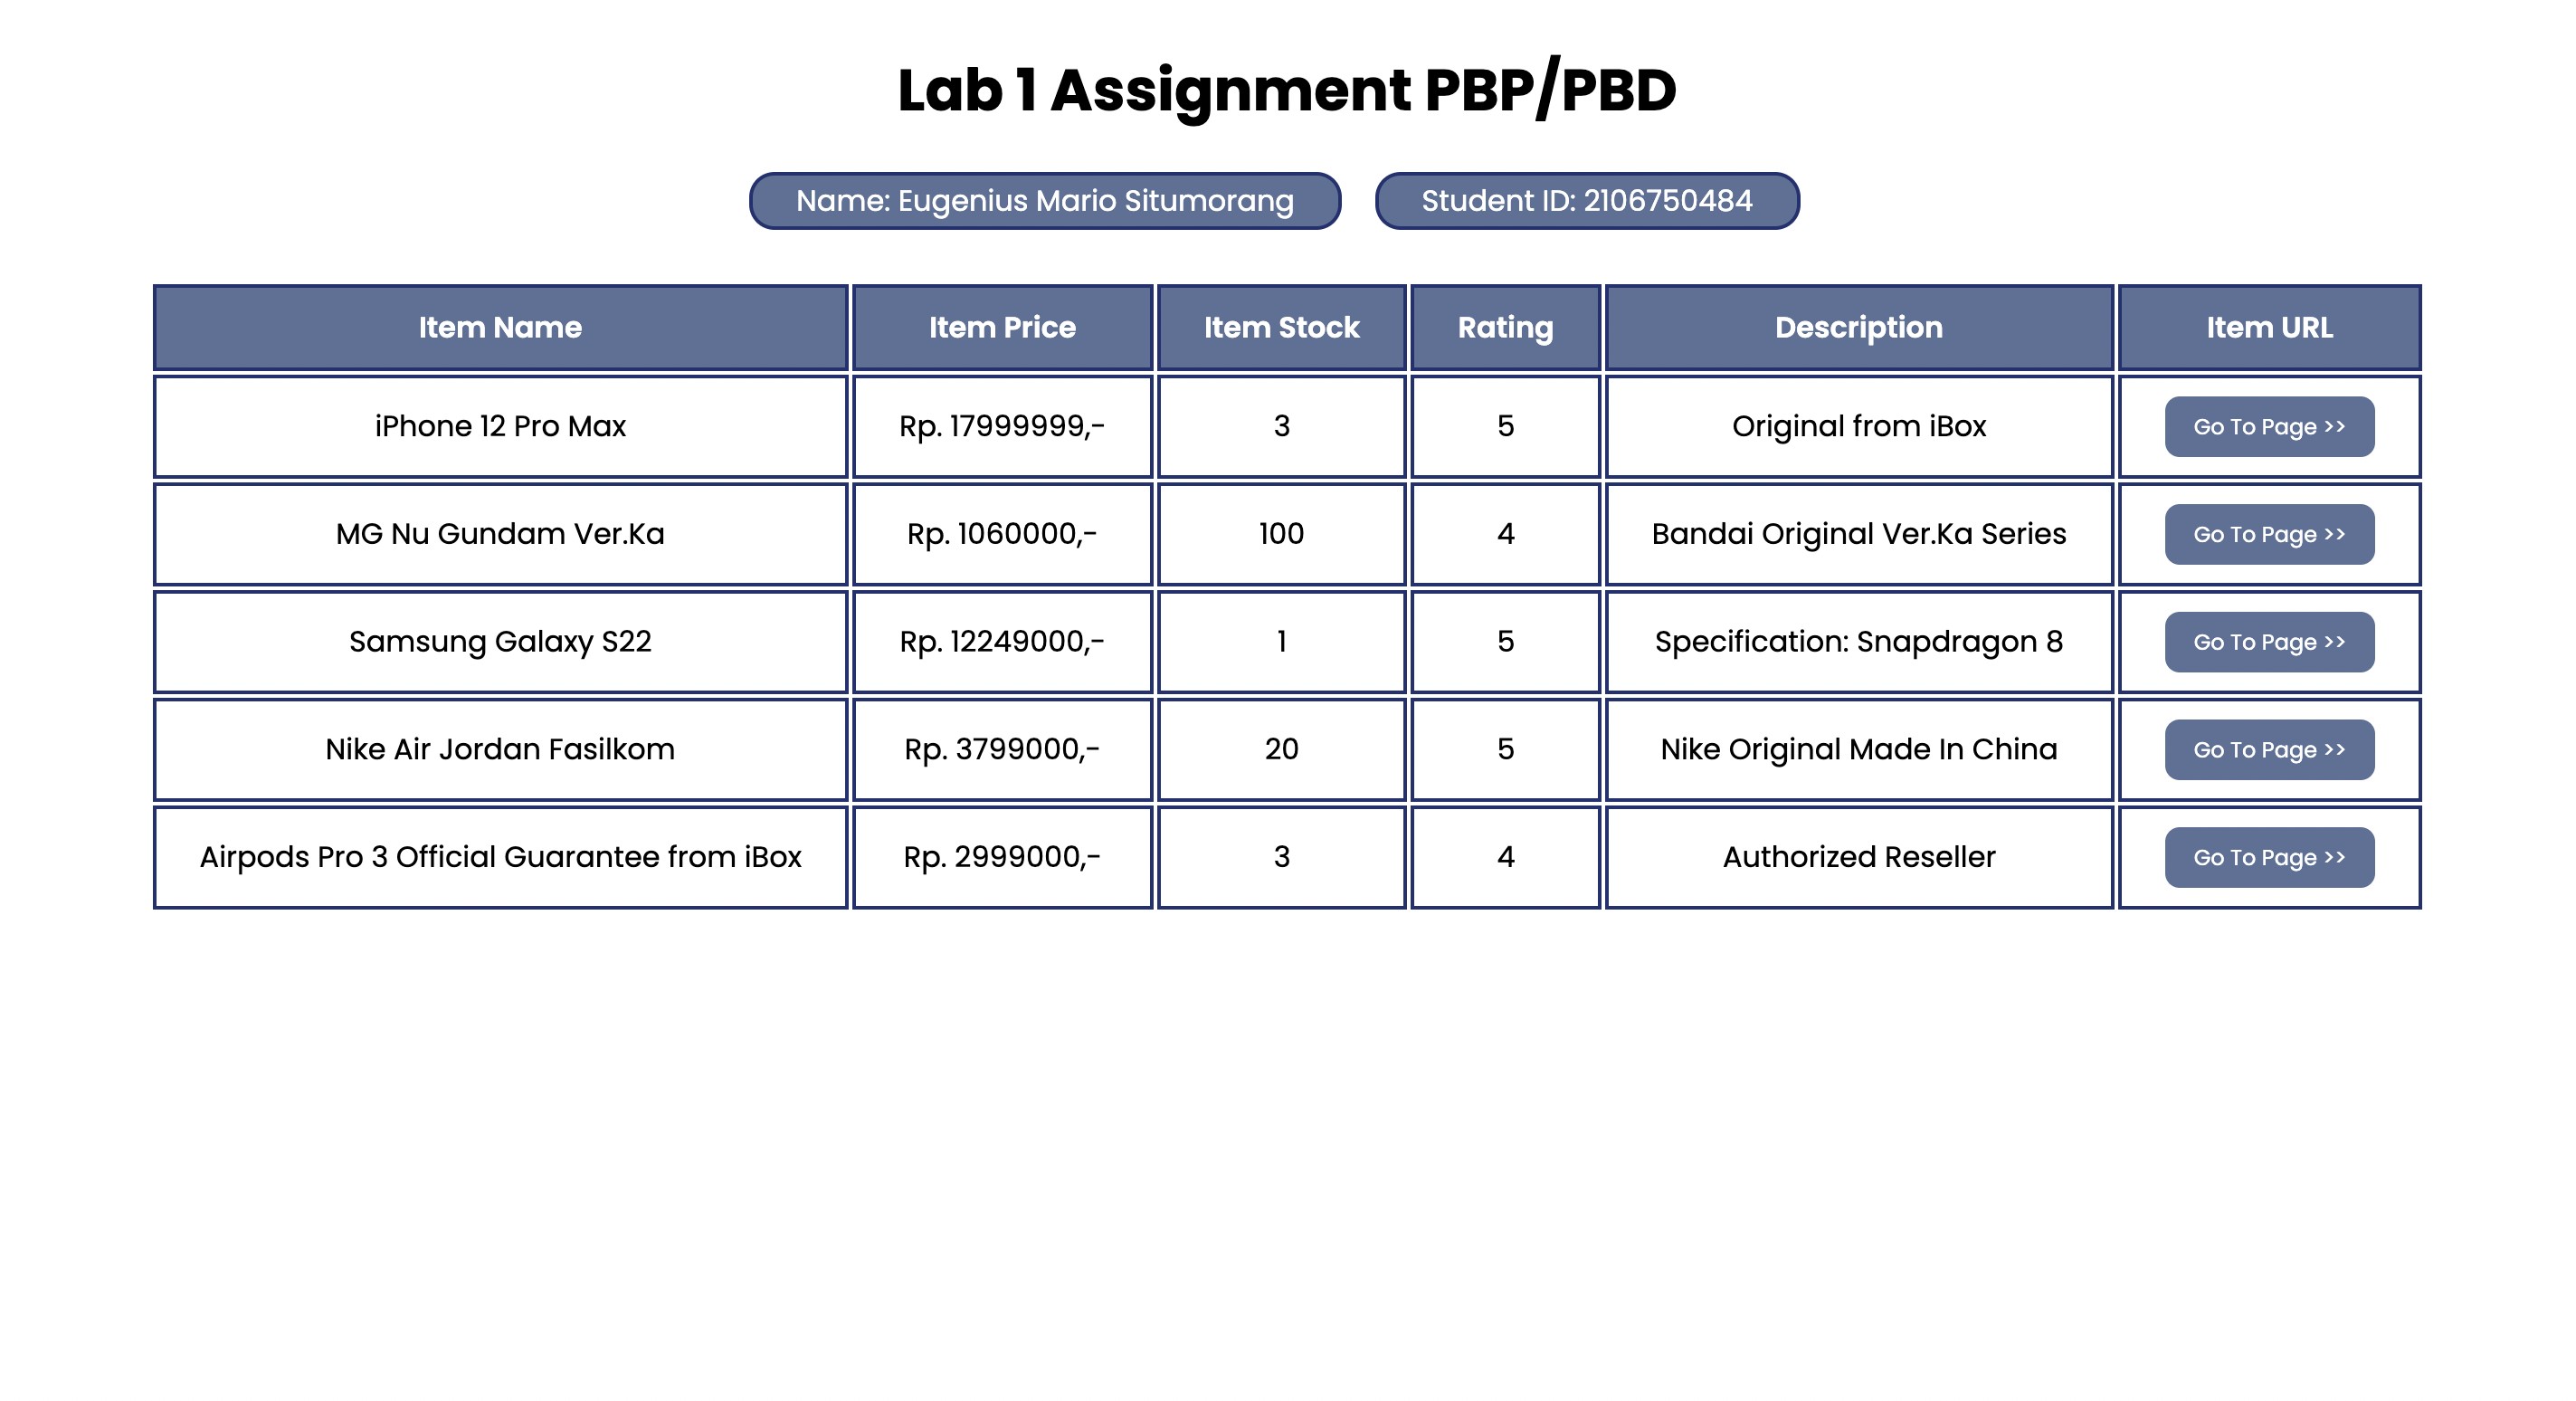 Lab 1 Assignment PBP/PBD
Name: Eugenius Mario Situmorang Student ID: 2106750484
Item Name Item Price Item Stock Rating Description Item URL
iPhone 12 Pro Max Rp. 17999999,- 3 5 Original from iBox Go To Page >>
MG Nu Gundam Ver.Ka Rp. 1060000,- 100 4 Bandai Original Ver.Ka Series Go To Page >>
Samsung Galaxy S22 Rp. 12249000,- 1 5 Specification: Snapdragon 8 Go To Page >>
Nike Air Jordan Fasilkom Rp. 3799000,- 20 5 Nike Original Made In China Go To Page >>
Airpods Pro 3 Official Guarantee from iBox Rp. 2999000,- 3 4 Authorized Reseller Go To Page >>